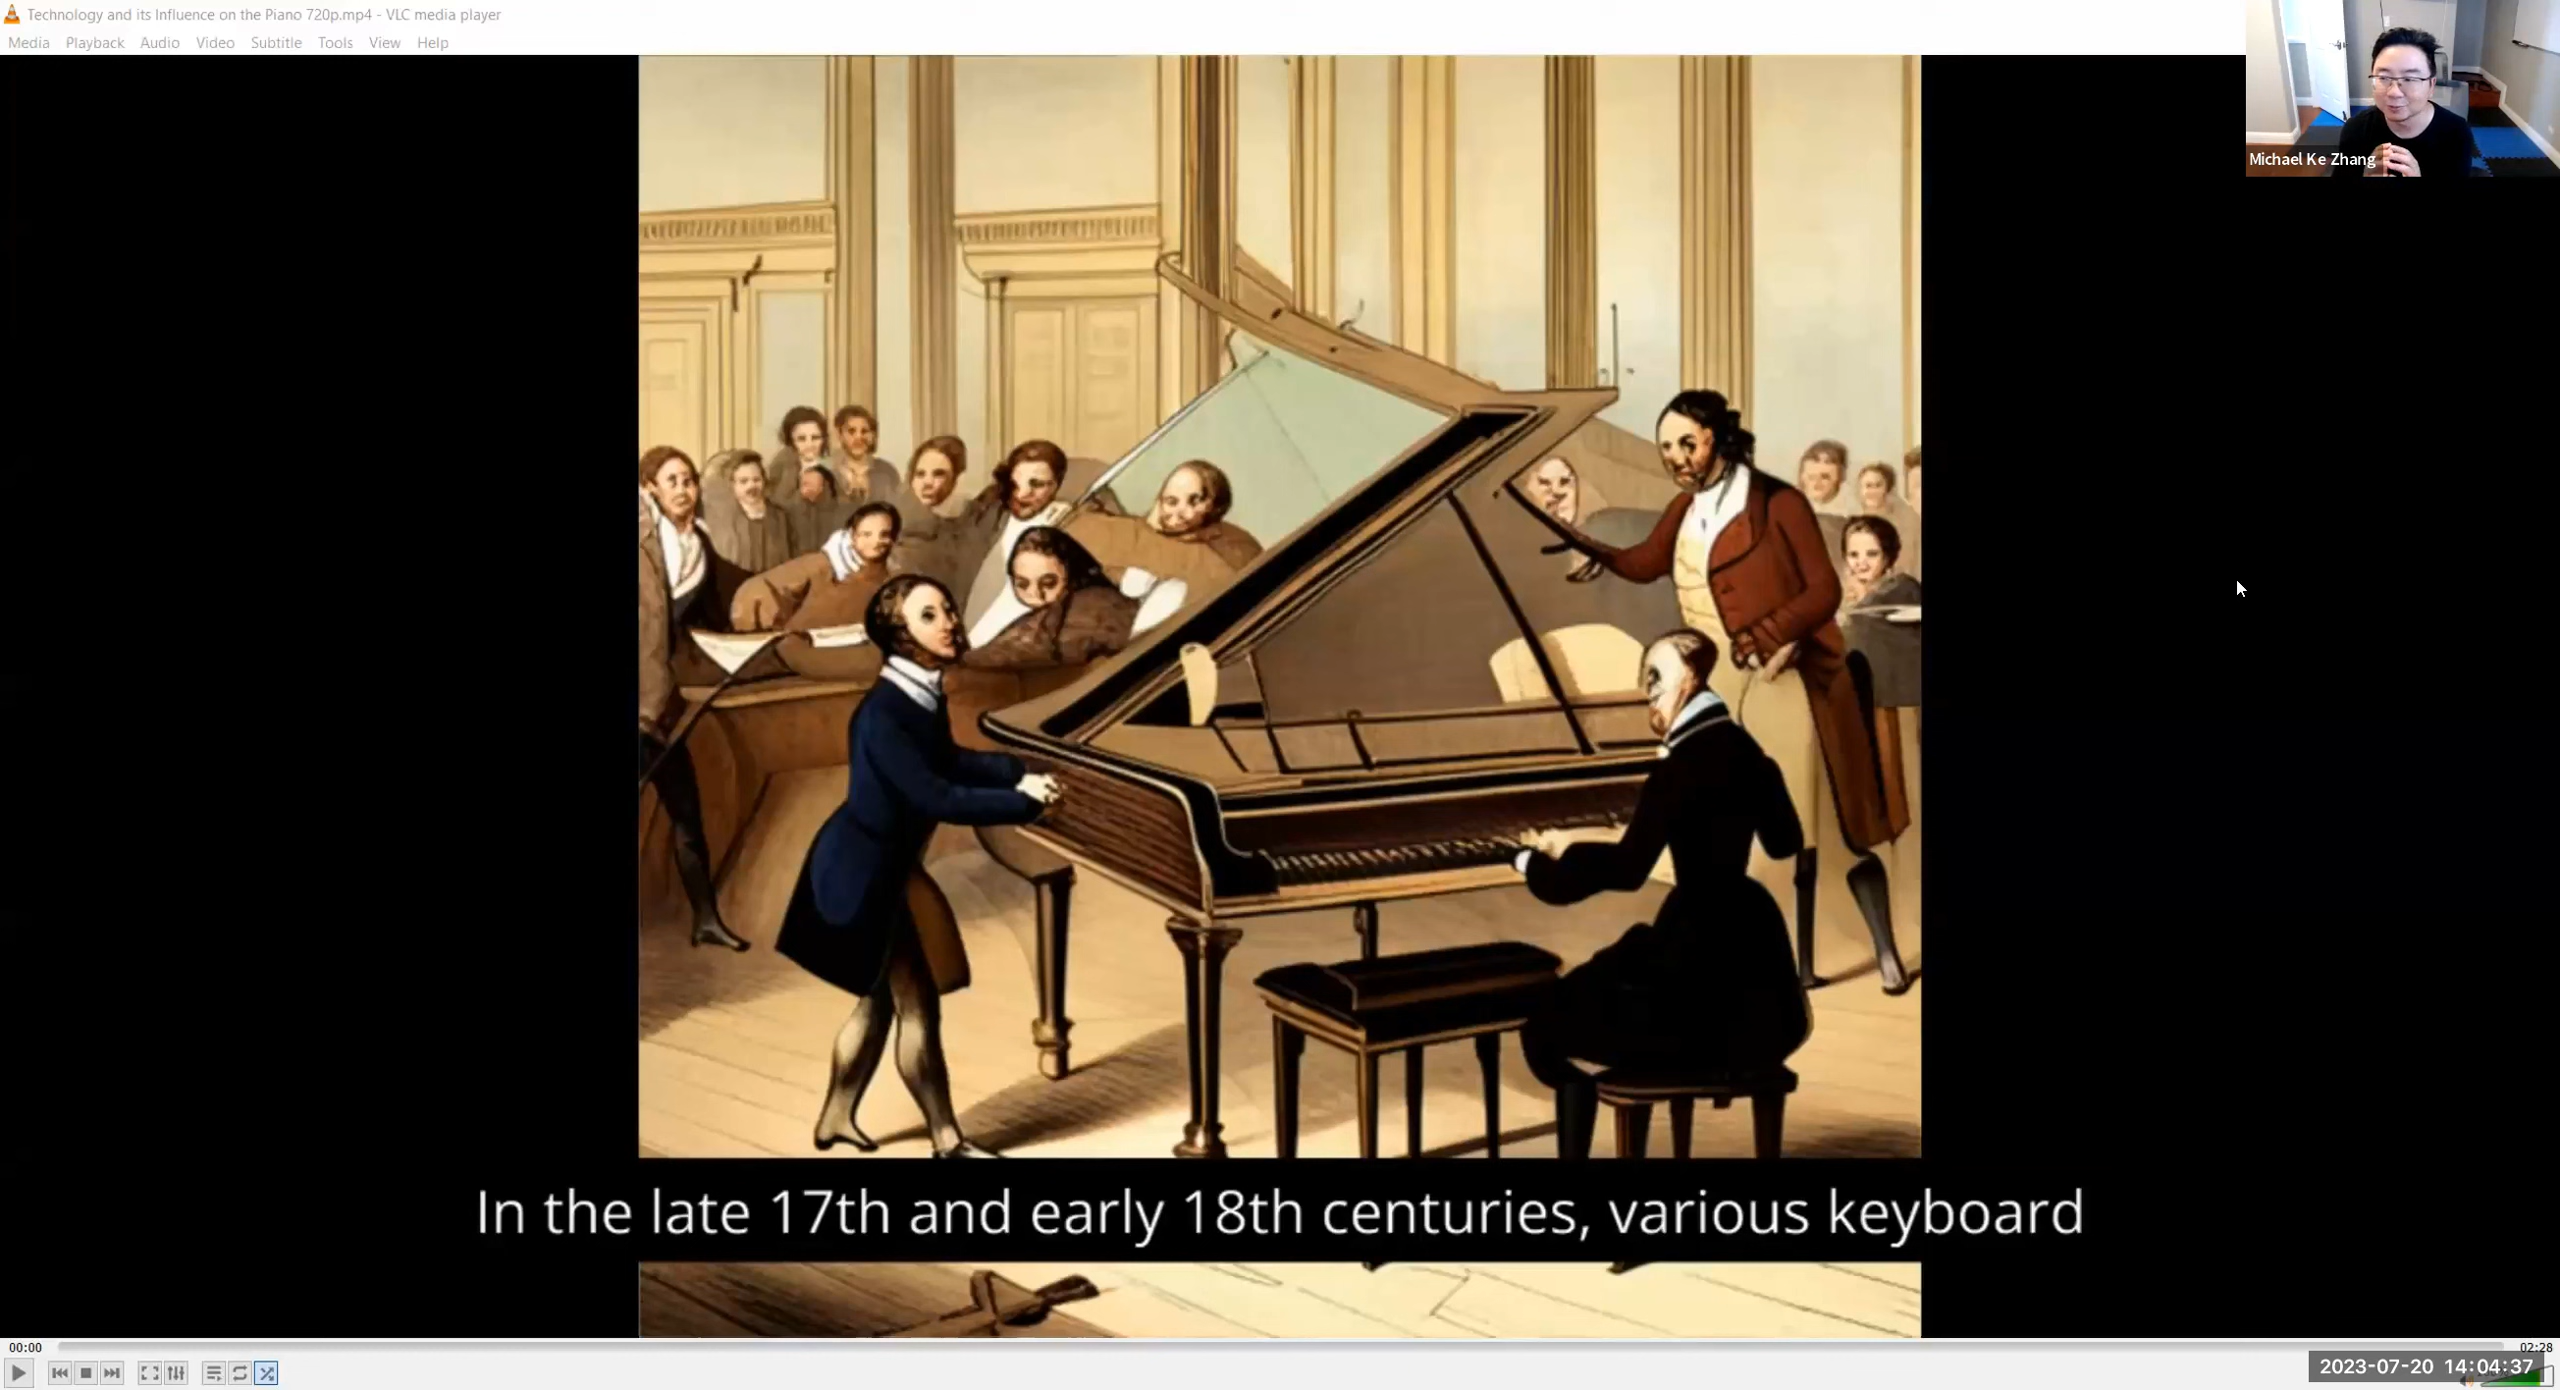 Technology and its Influence on the Piano 720p.mp4 - VLC media player
Media Playback Audio Video Subtitle Tools View Help
Michael Ke Zhang
In the late 17th and early 18th centuries, various keyboard
00:00
02:28
2023-07-20 14:04:37